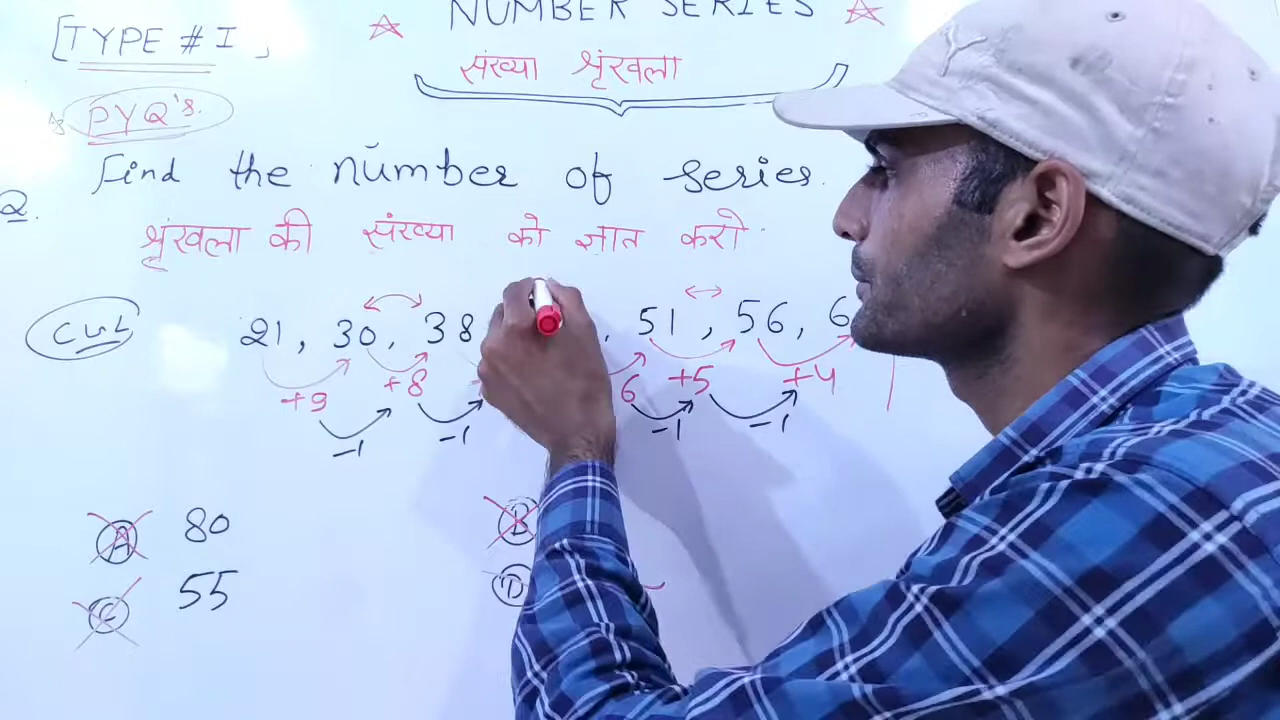 [TYPE # I,
NUMBER SERIES
संख्या श्रृंखला
PYQ's.
Find the number of series.
Q.
श्रृंखला की संख्या को ज्ञात करो
21, 30, 38 , 51, 56, 6
+9 +8 6 +5 +4
-1 -1 -1 -1
A 80 B
C 55 D